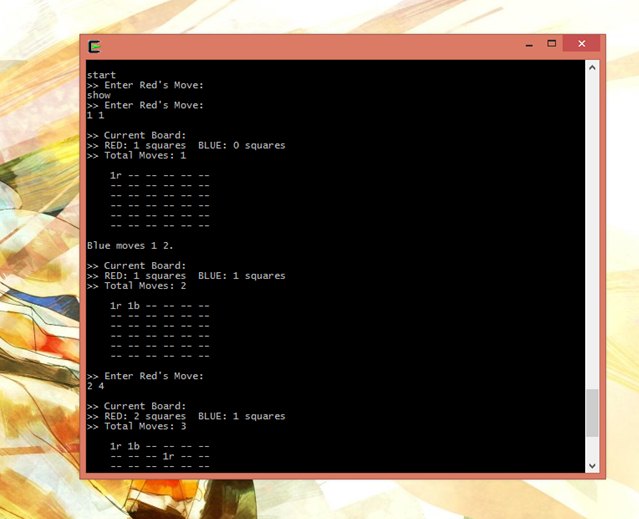 start
>> Enter Red's Move:
show
>> Enter Red's Move:
1 1
>> Current Board:
>> RED: 1 squares  BLUE: 0 squares
>> Total Moves: 1
1r -- -- -- -- --
-- -- -- -- -- --
-- -- -- -- -- --
-- -- -- -- -- --
-- -- -- -- -- --
-- -- -- -- -- --
Blue moves 1 2.
>> Current Board:
>> RED: 1 squares  BLUE: 1 squares
>> Total Moves: 2
1r 1b -- -- -- --
-- -- -- -- -- --
-- -- -- -- -- --
-- -- -- -- -- --
-- -- -- -- -- --
-- -- -- -- -- --
>> Enter Red's Move:
2 4
>> Current Board:
>> RED: 2 squares  BLUE: 1 squares
>> Total Moves: 3
1r 1b -- -- -- --
-- -- -- 1r -- --
-- -- -- -- -- --